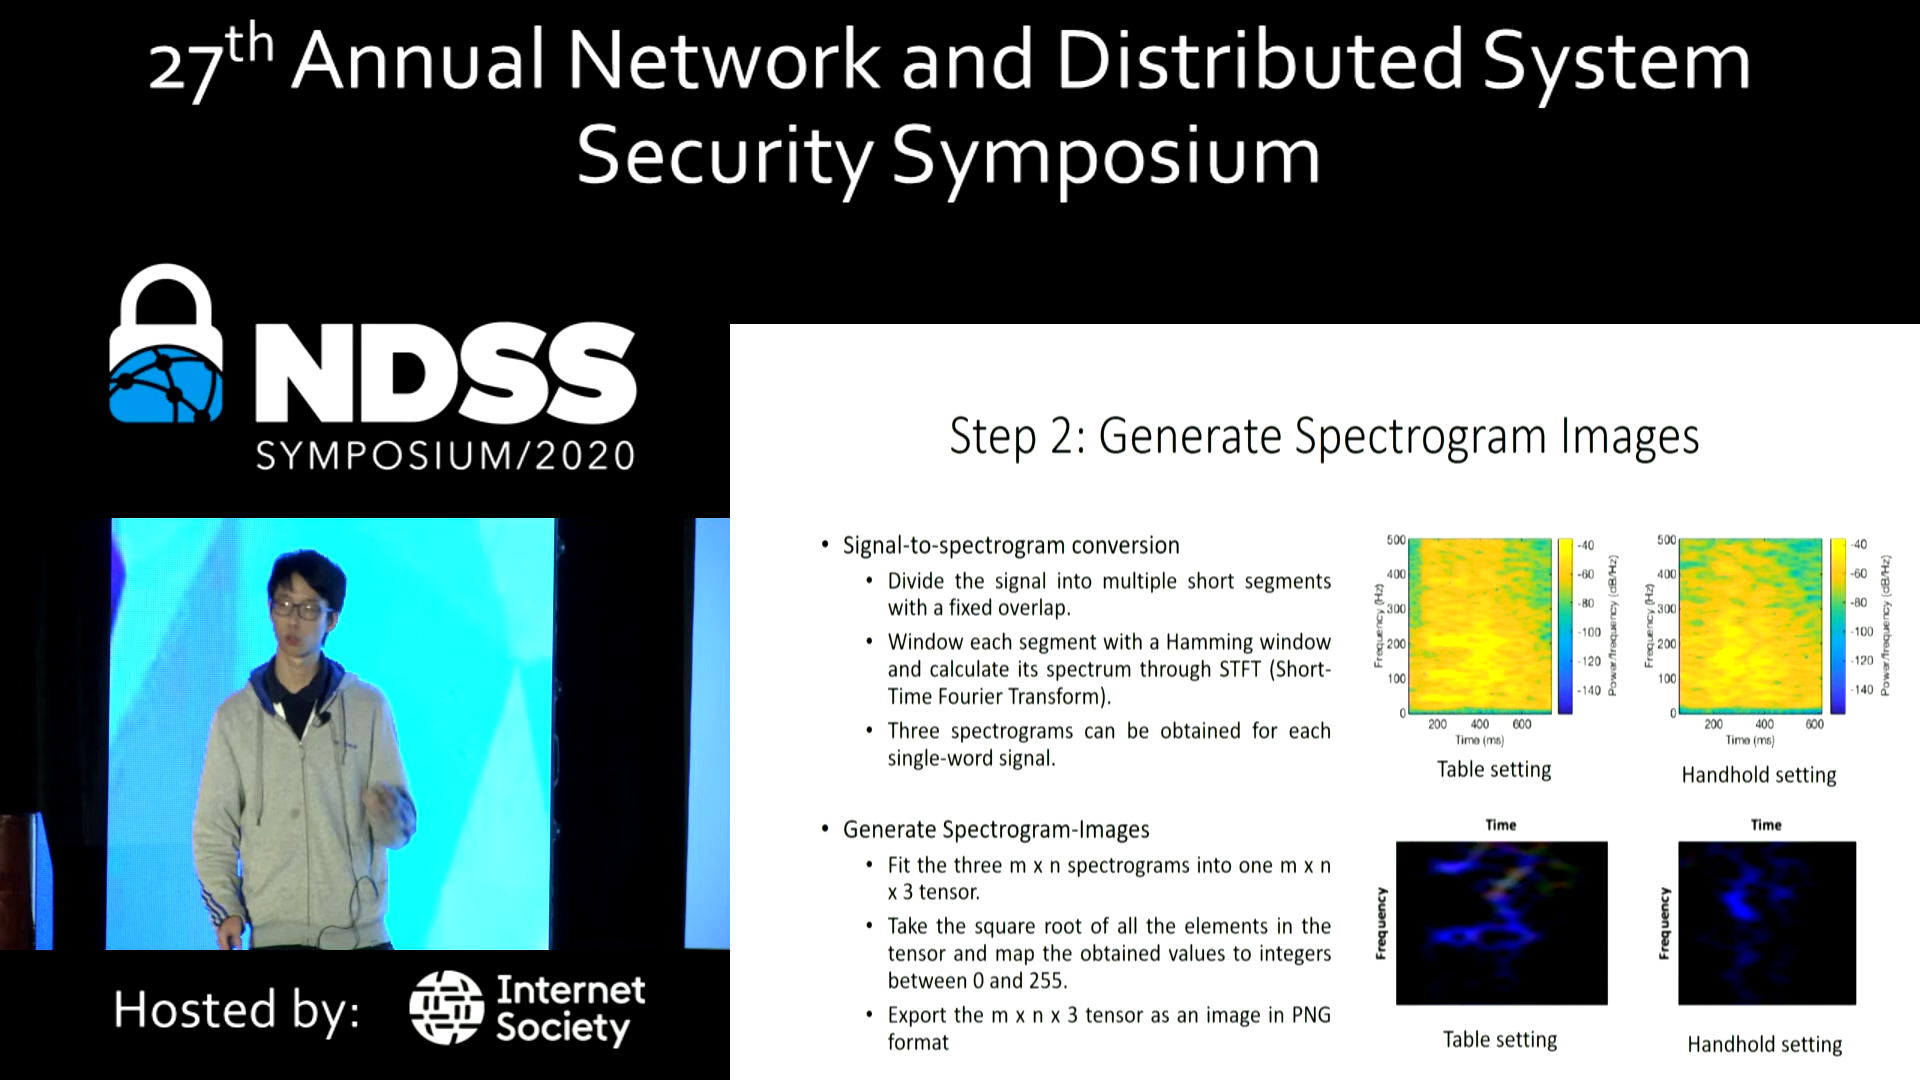 27th Annual Network and Distributed System
Security Symposium
NDSS
SYMPOSIUM/2020
Hosted by:
Internet
Society
Step 2: Generate Spectrogram Images
• Signal-to-spectrogram conversion
• Divide the signal into multiple short segments
with a fixed overlap.
• Window each segment with a Hamming window
and calculate its spectrum through STFT (Short-
Time Fourier Transform).
• Three spectrograms can be obtained for each
single-word signal.
• Generate Spectrogram-Images
• Fit the three m x n spectrograms into one m x n
x 3 tensor.
• Take the square root of all the elements in the
tensor and map the obtained values to integers
between 0 and 255.
• Export the m x n x 3 tensor as an image in PNG
format
500
400
300
200
100
0
Frequency (Hz)
200 400 600
Time (ms)
-40
-60
-80
-100
-120
-140
Power/frequency (dB/Hz)
Table setting
500
400
300
200
100
0
Frequency (Hz)
200 400 600
Time (ms)
-40
-60
-80
-100
-120
-140
Power/frequency (dB/Hz)
Handhold setting
Time
Frequency
Table setting
Time
Frequency
Handhold setting